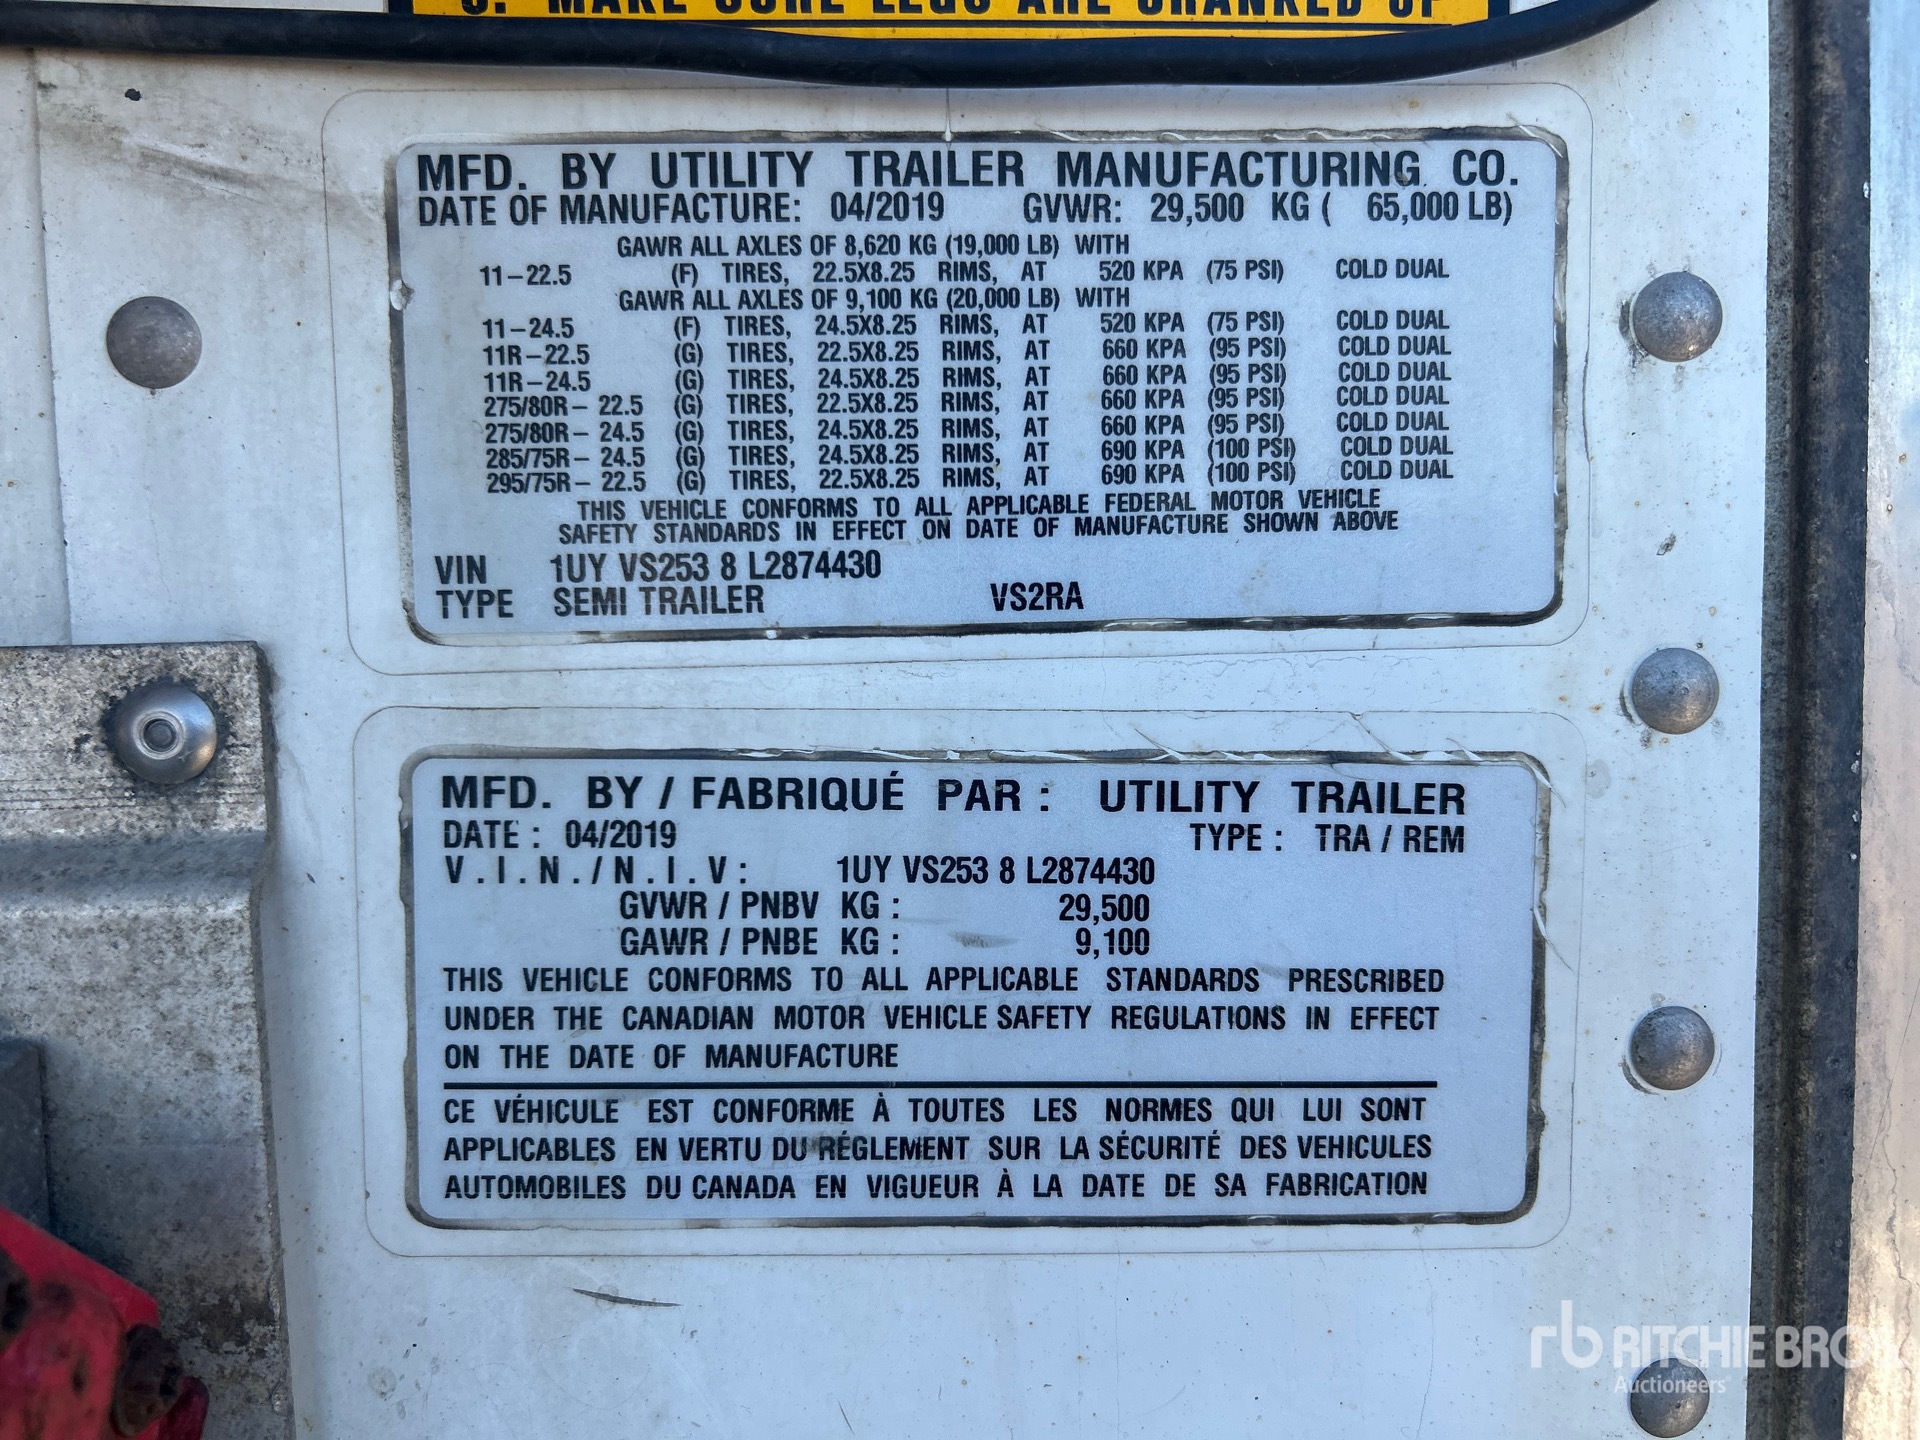 3. MAKE SURE LEGS ARE CRANKED UP
MFD. BY UTILITY TRAILER MANUFACTURING CO.
DATE OF MANUFACTURE: 04/2019 GVWR: 29,500 KG ( 65,000 LB)
GAWR ALL AXLES OF 8,620 KG (19,000 LB) WITH
11-22.5 (F) TIRES, 22.5X8.25 RIMS, AT 520 KPA (75 PSI) COLD DUAL
GAWR ALL AXLES OF 9,100 KG (20,000 LB) WITH
11-24.5 (F) TIRES, 24.5X8.25 RIMS, AT 520 KPA (75 PSI) COLD DUAL
11R-22.5 (G) TIRES, 22.5X8.25 RIMS, AT 660 KPA (95 PSI) COLD DUAL
11R-24.5 (G) TIRES, 24.5X8.25 RIMS, AT 660 KPA (95 PSI) COLD DUAL
275/80R- 22.5 (G) TIRES, 22.5X8.25 RIMS, AT 660 KPA (95 PSI) COLD DUAL
275/80R- 24.5 (G) TIRES, 24.5X8.25 RIMS, AT 660 KPA (95 PSI) COLD DUAL
285/75R- 24.5 (G) TIRES, 24.5X8.25 RIMS, AT 690 KPA (100 PSI) COLD DUAL
295/75R- 22.5 (G) TIRES, 22.5X8.25 RIMS, AT 690 KPA (100 PSI) COLD DUAL
THIS VEHICLE CONFORMS TO ALL APPLICABLE FEDERAL MOTOR VEHICLE
SAFETY STANDARDS IN EFFECT ON DATE OF MANUFACTURE SHOWN ABOVE
VIN 1UY VS253 8 L2874430
TYPE SEMI TRAILER VS2RA
MFD. BY / FABRIQUÉ PAR : UTILITY TRAILER
DATE : 04/2019 TYPE : TRA / REM
V.I.N./N.I.V: 1UY VS253 8 L2874430
GVWR / PNBV KG : 29,500
GAWR / PNBE KG : 9,100
THIS VEHICLE CONFORMS TO ALL APPLICABLE STANDARDS PRESCRIBED
UNDER THE CANADIAN MOTOR VEHICLE SAFETY REGULATIONS IN EFFECT
ON THE DATE OF MANUFACTURE
CE VÉHICULE EST CONFORME À TOUTES LES NORMES QUI LUI SONT
APPLICABLES EN VERTU DU RÉGLEMENT SUR LA SÉCURITÉ DES VEHICULES
AUTOMOBILES DU CANADA EN VIGUEUR À LA DATE DE SA FABRICATION
rb RITCHIE BROS
Auctioneers